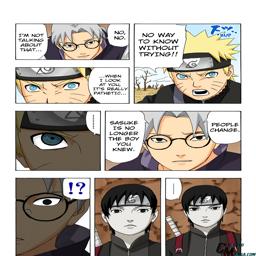 NO,
NO...
I'M NOT
TALKING
ABOUT
THAT...
NO WAY
TO KNOW
WITHOUT
TRYING!!
...WHEN
I LOOK
AT YOU
IT'S REALLY
PATHETIC...
.......
SASUKE
IS NO
LONGER
THE BOY
YOU
KNEW.
PEOPLE
CHANGE.
!?